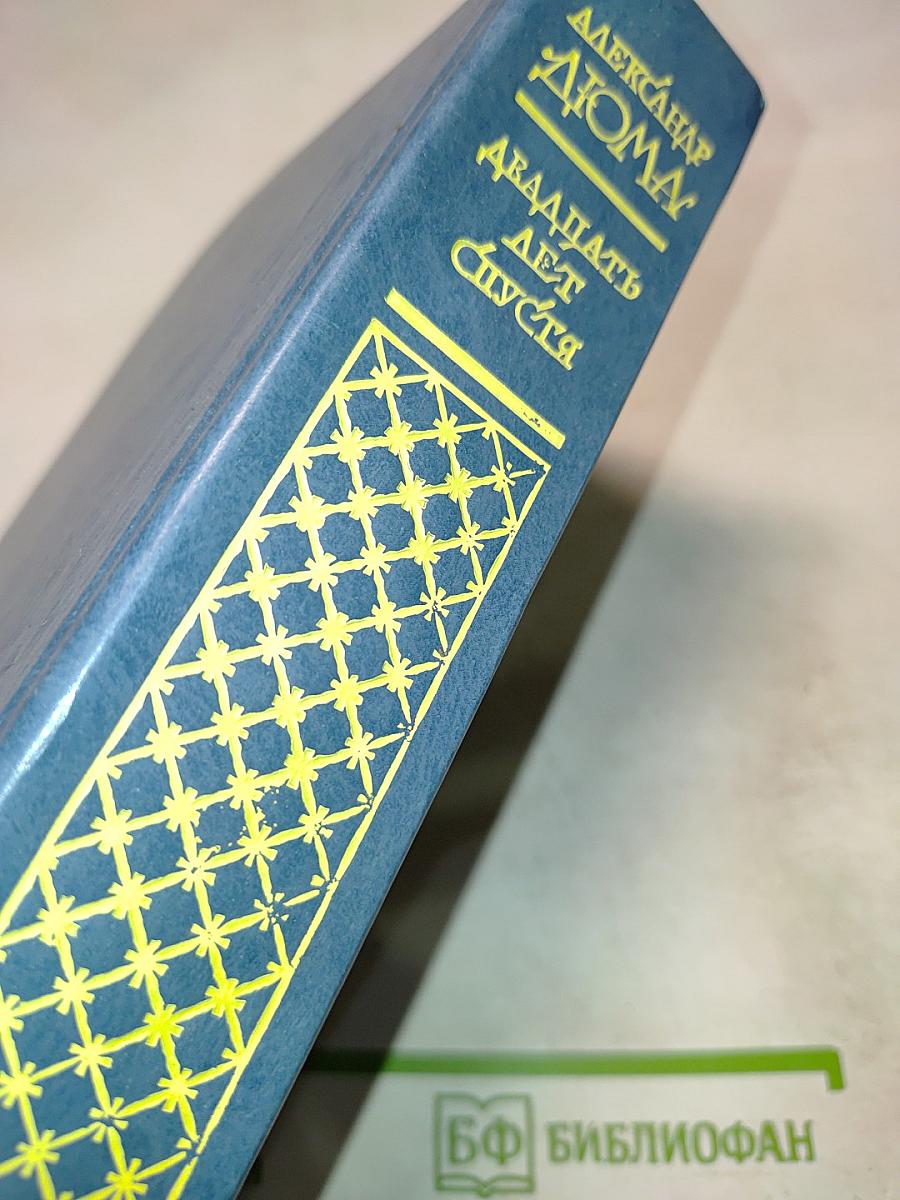 АЛЕКСАНДР
ДЮМА
ДВАДЦАТЬ
ЛЕТ
СПУСТЯ
БФ БИБЛИОФАН